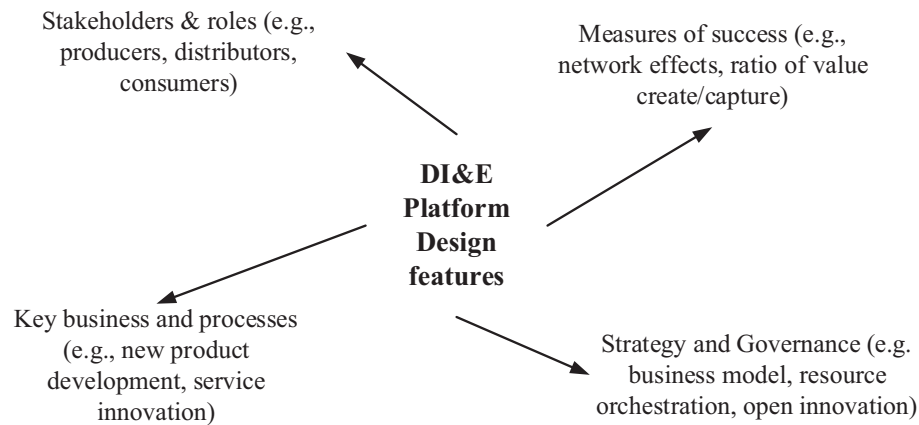 Stakeholders & roles (e.g.,
producers, distributors,
consumers)
Measures of success (e.g.,
network effects, ratio of value
create/capture)
DI&E
Platform
Design
features
Key business and processes
(e.g., new product
development, service
innovation)
Strategy and Governance (e.g.
business model, resource
orchestration, open innovation)